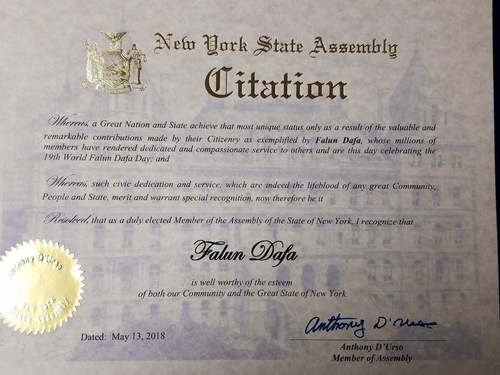 New York State Assembly
Citation
Whereas, a Great Nation and State achieve that most unique status only as a result of the valuable and
remarkable contributions made by their Citizenry as exemplified by Falun Dafa, whose millions of
members have rendered dedicated and compassionate service to others and are this day celebrating the
19th World Falun Dafa Day; and
Whereas, such civic dedication and service, which are indeed the lifeblood of any great Community,
People and State, merit and warrant special recognition, now therefore be it
Resolved, that as a duly elected Member of the Assembly of the State of New York, I recognize that
Falun Dafa
is well worthy of the esteem
of both our Community and the Great State of New York.
Anthony D'Urso
New York
State Assembly
Dated: May 13, 2018
Anthony D'Urso
Anthony D'Urso
Member of Assembly